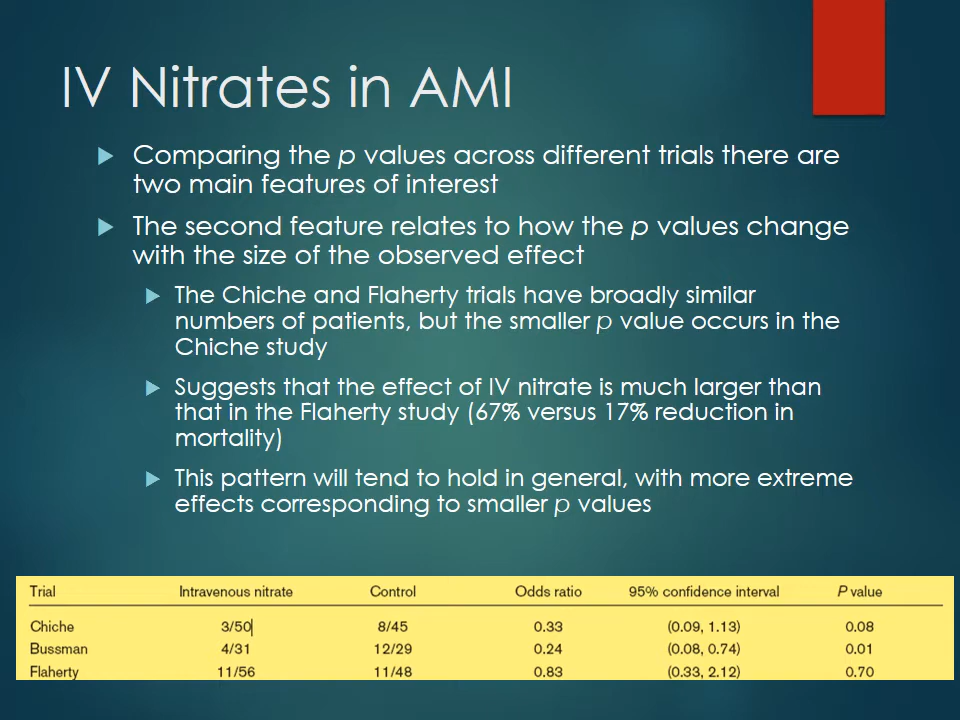 IV Nitrates in AMI
Comparing the p values across different trials there are
two main features of interest
The second feature relates to how the p values change
with the size of the observed effect
The Chiche and Flaherty trials have broadly similar
numbers of patients, but the smaller p value occurs in the
Chiche study
Suggests that the effect of IV nitrate is much larger than
that in the Flaherty study (67% versus 17% reduction in
mortality)
This pattern will tend to hold in general, with more extreme
effects corresponding to smaller p values
Trial Intravenous nitrate Control Odds ratio 95% confidence interval P value
Chiche 3/50 8/45 0.33 (0.09, 1.13) 0.08
Bussman 4/31 12/29 0.24 (0.08, 0.74) 0.01
Flaherty 11/56 11/48 0.83 (0.33, 2.12) 0.70